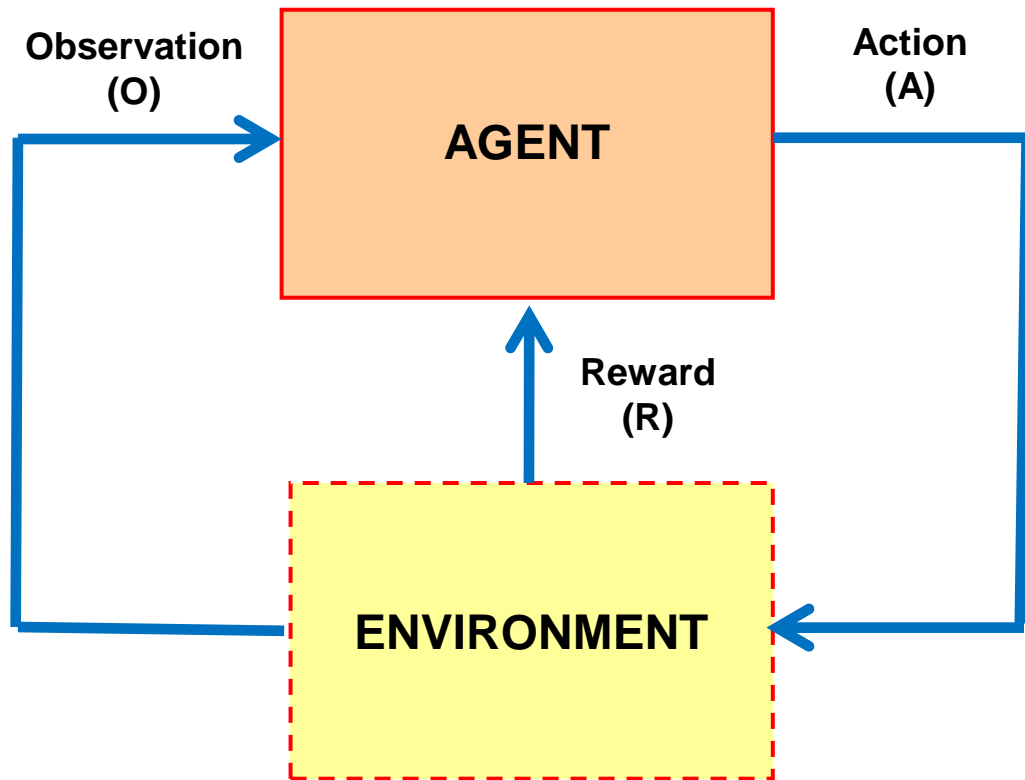 Observation
(O)
Action
(A)
AGENT
Reward
(R)
ENVIRONMENT